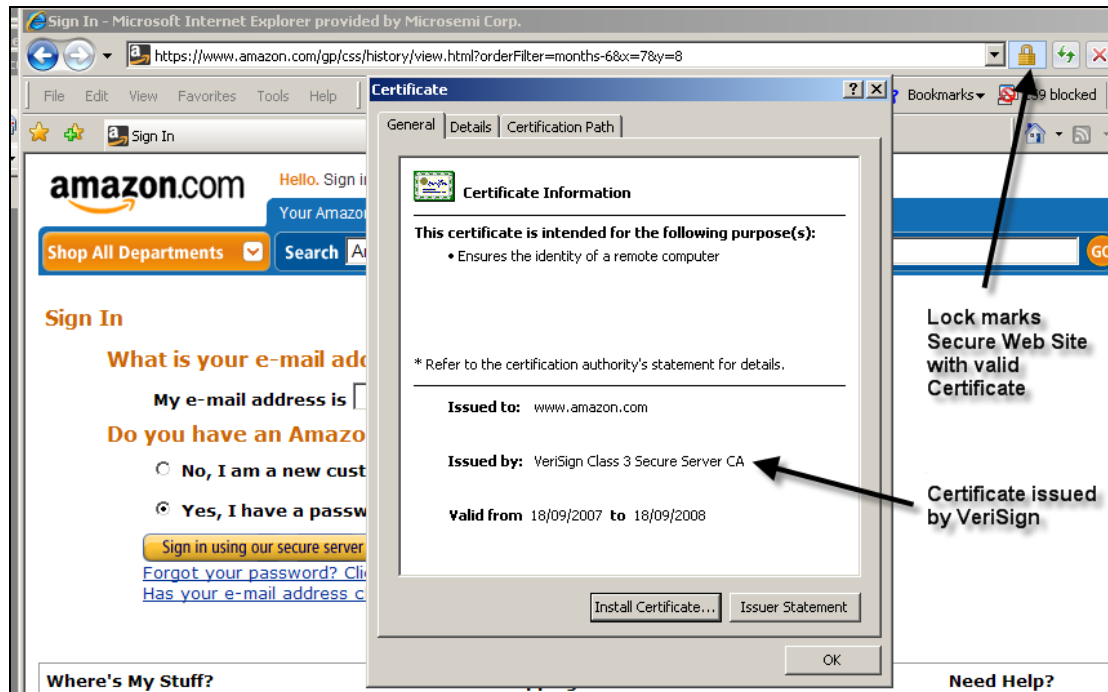 Sign In - Microsoft Internet Explorer provided by Microsemi Corp.
https://www.amazon.com/gp/css/history/view.html?orderFilter=months-6&x=7&y=8
File Edit View Favorites Tools Help
Bookmarks
blocked
Sign In
Certificate
General Details Certification Path
Certificate Information
This certificate is intended for the following purpose(s):
• Ensures the identity of a remote computer
* Refer to the certification authority's statement for details.
Issued to: www.amazon.com
Issued by: VeriSign Class 3 Secure Server CA
Valid from 18/09/2007 to 18/09/2008
Install Certificate... Issuer Statement
OK
amazon.com
Hello. Sign i
Your Amazo
Shop All Departments
Search
GO
Sign In
What is your e-mail add
My e-mail address is
Do you have an Amazo
No, I am a new cust
Yes, I have a passw
Sign in using our secure server
Forgot your password? Cli
Has your e-mail address c
Where's My Stuff?
Need Help?
Lock marks
Secure Web Site
with valid
Certificate
Certificate issued
by VeriSign